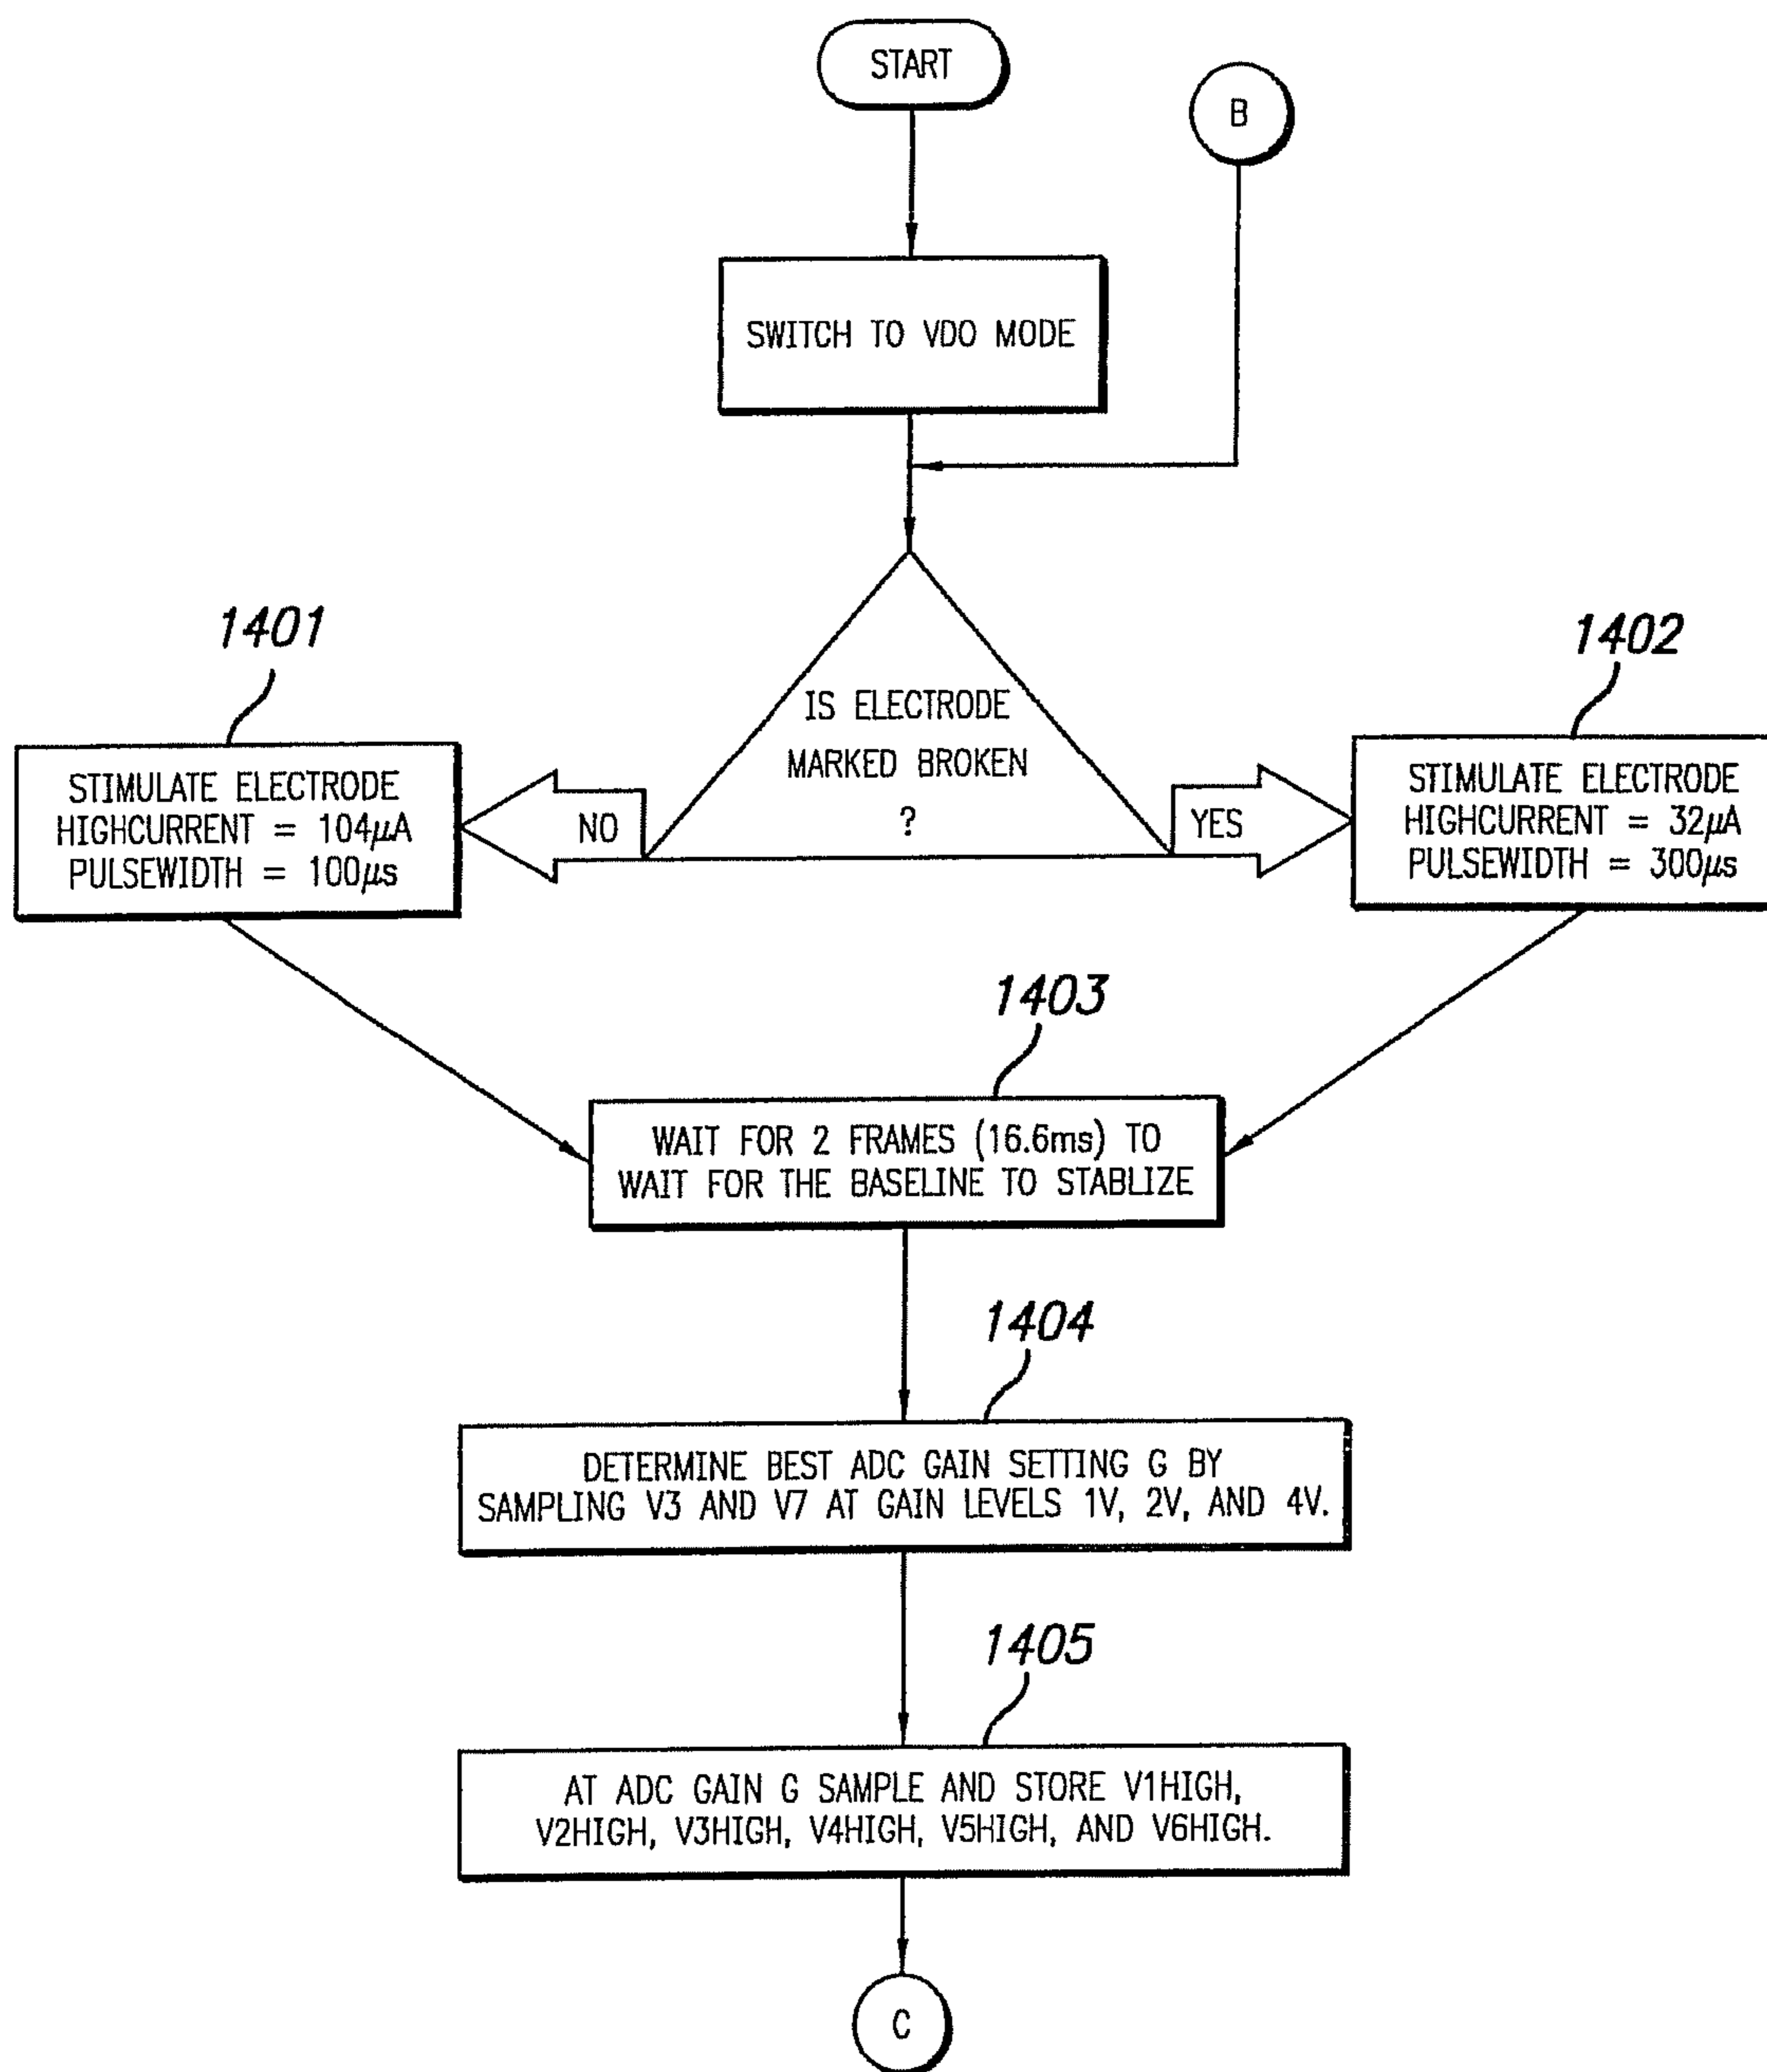 START
B
SWITCH TO VDO MODE
IS ELECTRODE
MARKED BROKEN
?
NO
YES
1401
STIMULATE ELECTRODE
HIGHCURRENT = 104μA
PULSEWIDTH = 100μs
1402
STIMULATE ELECTRODE
HIGHCURRENT = 32μA
PULSEWIDTH = 300μs
1403
WAIT FOR 2 FRAMES (16.6ms) TO
WAIT FOR THE BASELINE TO STABLIZE
1404
DETERMINE BEST ADC GAIN SETTING G BY
SAMPLING V3 AND V7 AT GAIN LEVELS 1V, 2V, AND 4V.
1405
AT ADC GAIN G SAMPLE AND STORE V1HIGH,
V2HIGH, V3HIGH, V4HIGH, V5HIGH, AND V6HIGH.
C